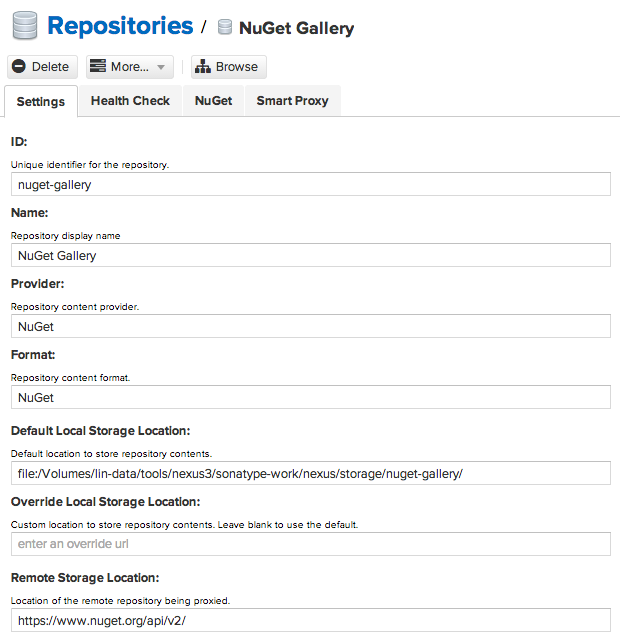 Repositories / NuGet Gallery
Delete More... Browse
Settings Health Check NuGet Smart Proxy
ID:
Unique identifier for the repository.
nuget-gallery
Name:
Repository display name
NuGet Gallery
Provider:
Repository content provider.
NuGet
Format:
Repository content format.
NuGet
Default Local Storage Location:
Default location to store repository contents.
file:/Volumes/lin-data/tools/nexus3/sonatype-work/nexus/storage/nuget-gallery/
Override Local Storage Location:
Custom location to store repository contents. Leave blank to use the default.
enter an override url
Remote Storage Location:
Location of the remote repository being proxied.
https://www.nuget.org/api/v2/